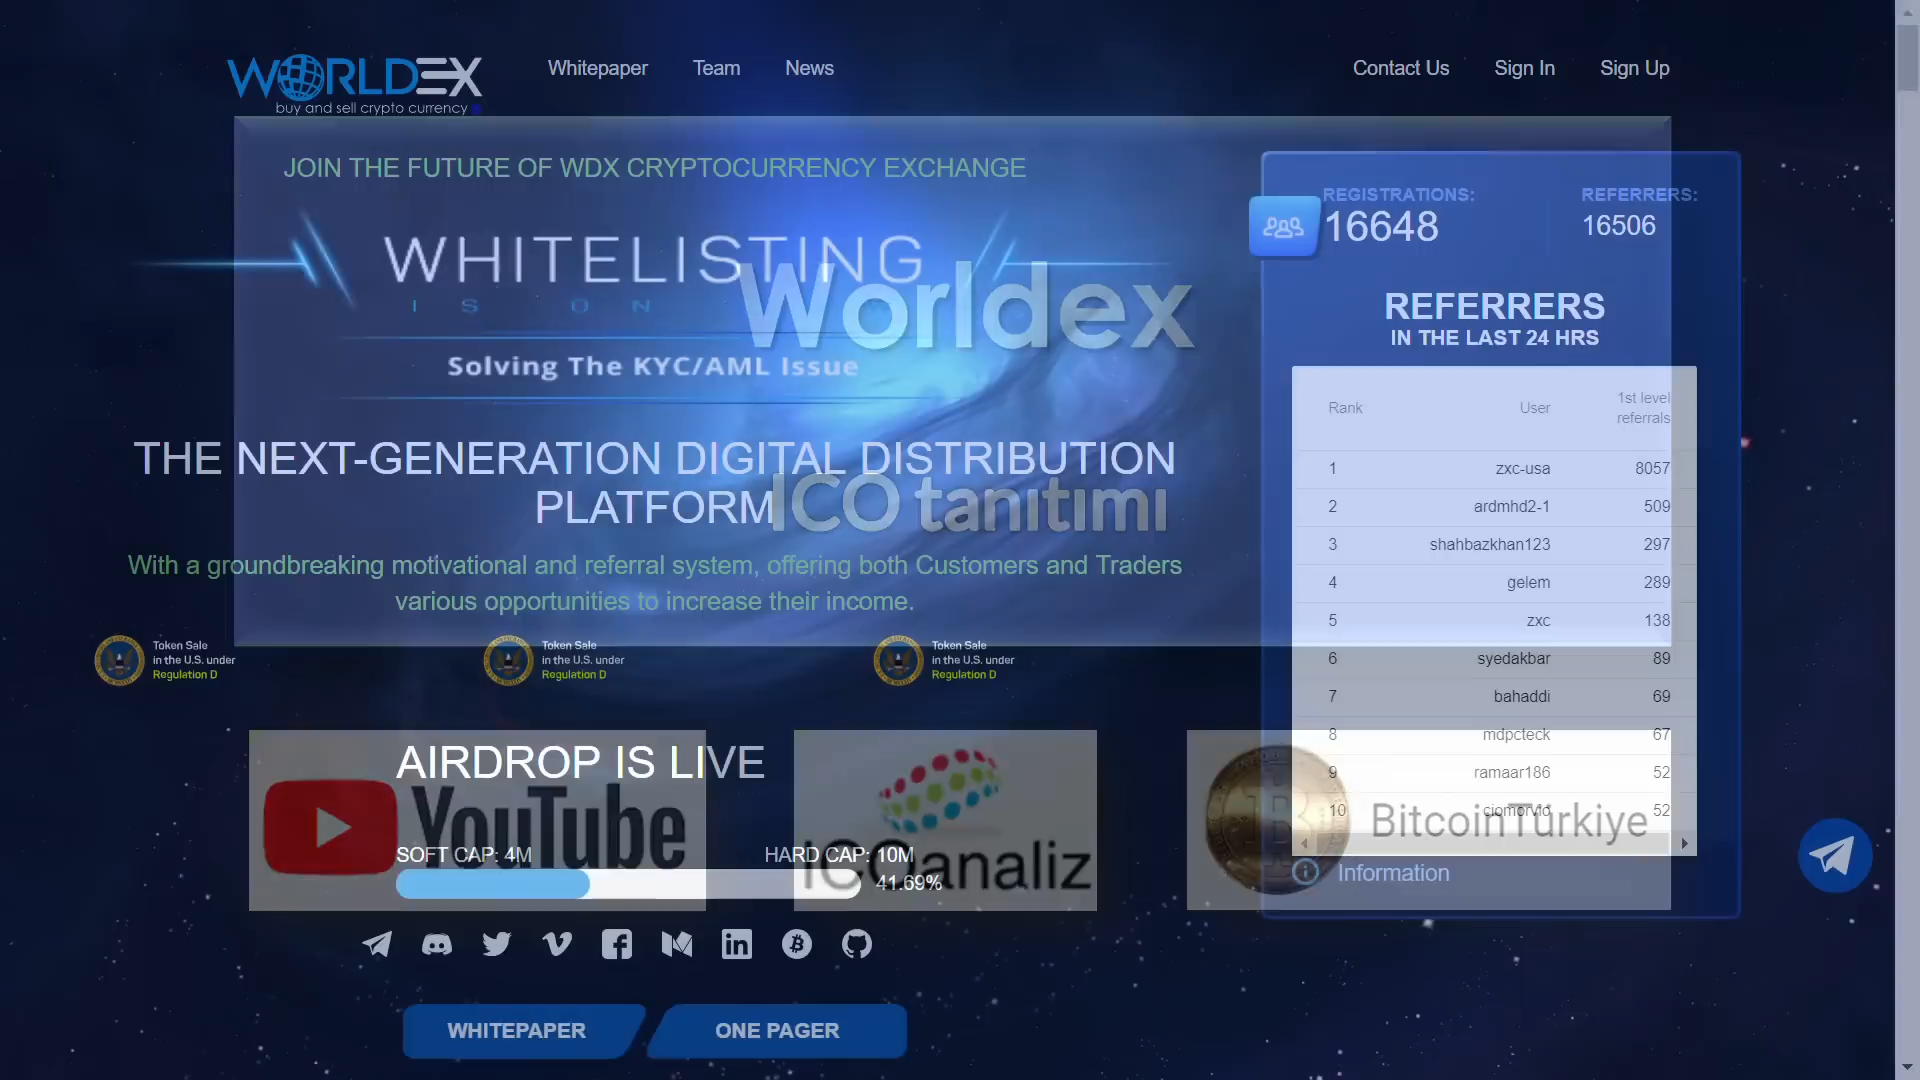 WORLDEX
buy and sell crypto currency
Whitepaper
Team
News
Contact Us
Sign In
Sign Up
JOIN THE FUTURE OF WDX CRYPTOCURRENCY EXCHANGE
WHITELISTING
IS ON
Solving The KYC/AML Issue
Worldex
ICO tanıtımı
THE NEXT-GENERATION DIGITAL DISTRIBUTION
PLATFORM
With a groundbreaking motivational and referral system, offering both Customers and Traders
various opportunities to increase their income.
Token Sale
in the U.S. under
Regulation D
Token Sale
in the U.S. under
Regulation D
Token Sale
in the U.S. under
Regulation D
AIRDROP IS LIVE
YouTube
ICOanaliz
BitcoinTürkiye
SOFT CAP: 4M
HARD CAP: 10M
41.69%
WHITEPAPER
ONE PAGER
REGISTRATIONS:
16648
REFERRERS:
16506
REFERRERS
IN THE LAST 24 HRS
Rank User 1st level
referrals
1 zxc-usa 8057
2 ardmhd2-1 509
3 shahbazkhan123 297
4 gelem 289
5 zxc 138
6 syedakbar 89
7 bahaddi 69
8 mdpcteck 67
9 ramaar186 52
10 52
Information